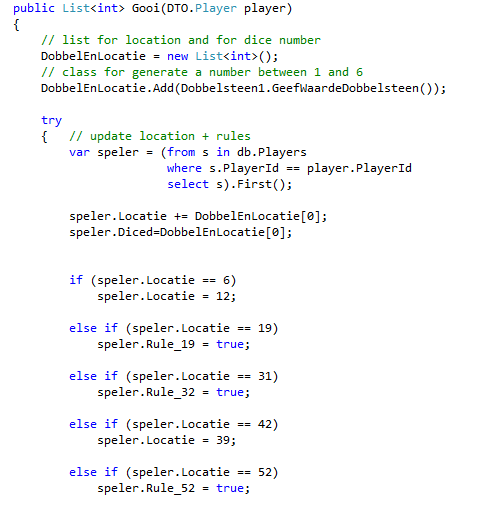 public List<int> Gooi(DTO.Player player)
{
// list for location and for dice number
DobbelEnLocatie = new List<int>();
// class for generate a number between 1 and 6
DobbelEnLocatie.Add(Dobbelsteen1.GeefWaardeDobbelsteen());
try
{ // update location + rules
var speler = (from s in db.Players
where s.PlayerId == player.PlayerId
select s).First();
speler.Locatie += DobbelEnLocatie[0];
speler.Diced=DobbelEnLocatie[0];
if (speler.Locatie == 6)
speler.Locatie = 12;
else if (speler.Locatie == 19)
speler.Rule_19 = true;
else if (speler.Locatie == 31)
speler.Rule_32 = true;
else if (speler.Locatie == 42)
speler.Locatie = 39;
else if (speler.Locatie == 52)
speler.Rule_52 = true;